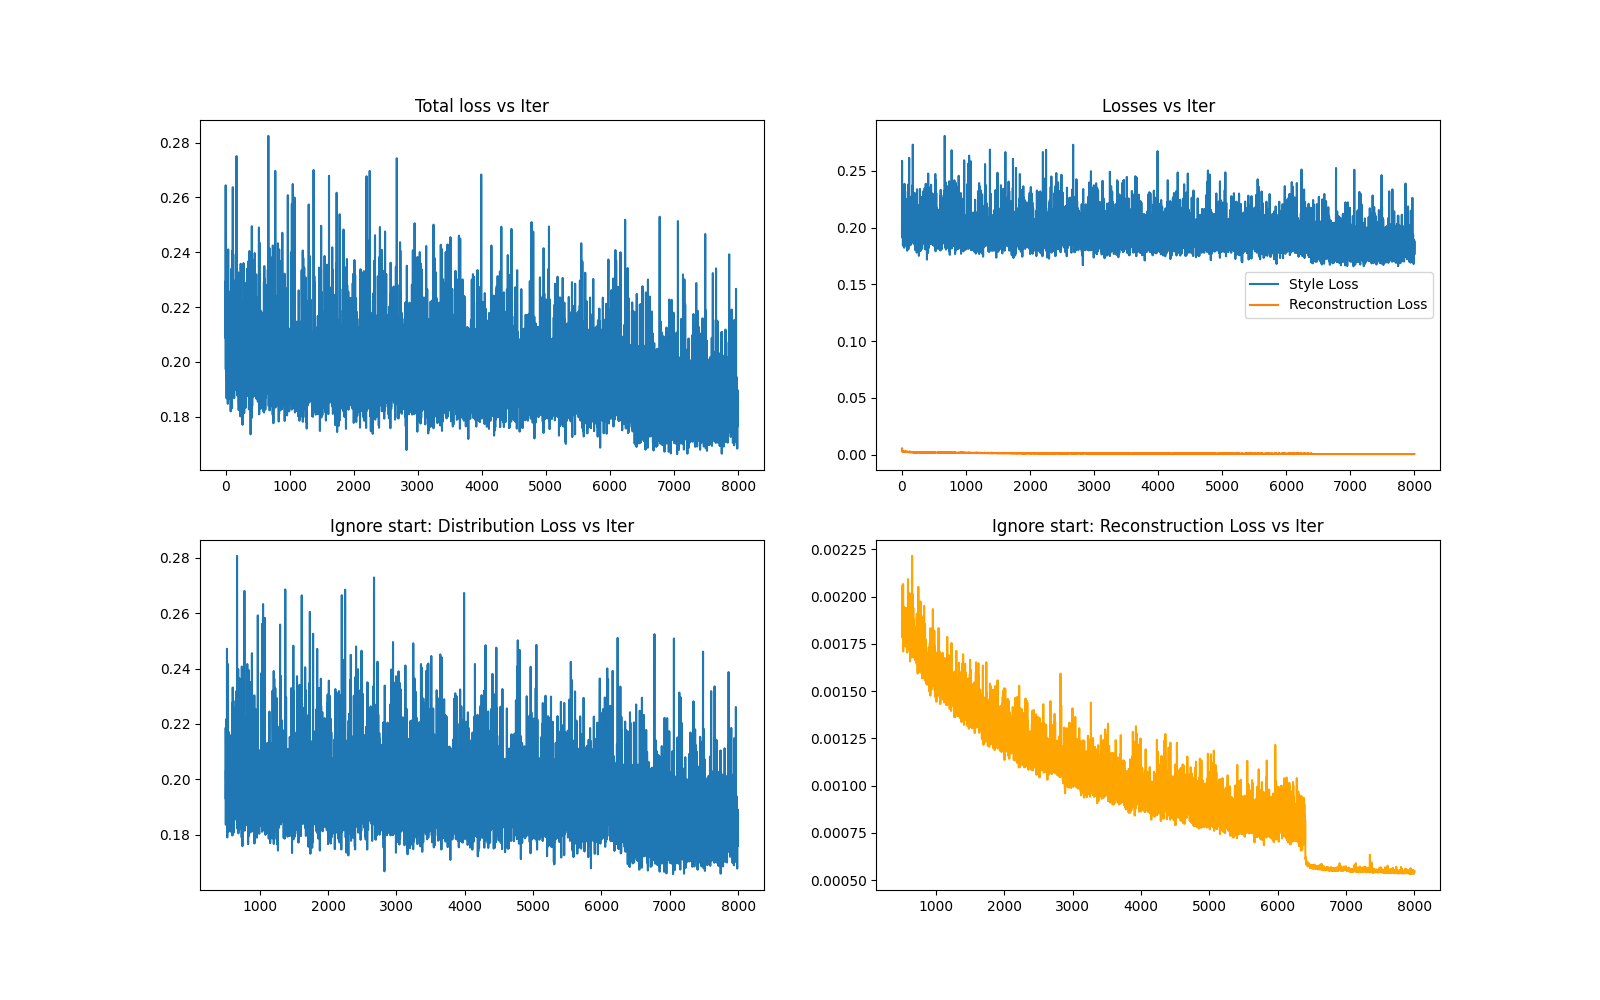 Total loss vs Iter
0.28
0.26
0.24
0.22
0.20
0.18
0 1000 2000 3000 4000 5000 6000 7000 8000
Losses vs Iter
0.25
0.20
0.15
0.10
0.05
0.00
Style Loss
Reconstruction Loss
0 1000 2000 3000 4000 5000 6000 7000 8000
Ignore start: Distribution Loss vs Iter
0.28
0.26
0.24
0.22
0.20
0.18
1000 2000 3000 4000 5000 6000 7000 8000
Ignore start: Reconstruction Loss vs Iter
0.00225
0.00200
0.00175
0.00150
0.00125
0.00100
0.00075
0.00050
1000 2000 3000 4000 5000 6000 7000 8000